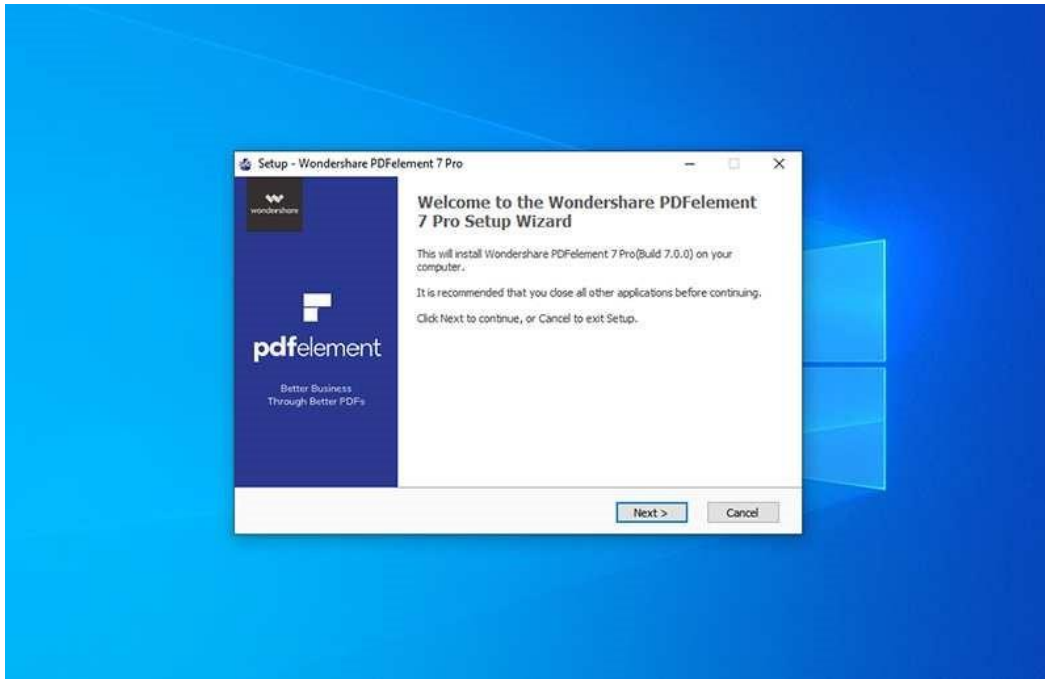 Setup - Wondershare PDFelement 7 Pro
wondershare
pdfelement
Better Business
Through Better PDFs
Welcome to the Wondershare PDFelement
7 Pro Setup Wizard
This will install Wondershare PDFelement 7 Pro(Build 7.0.0) on your
computer.
It is recommended that you close all other applications before continuing.
Click Next to continue, or Cancel to exit Setup.
Next >
Cancel